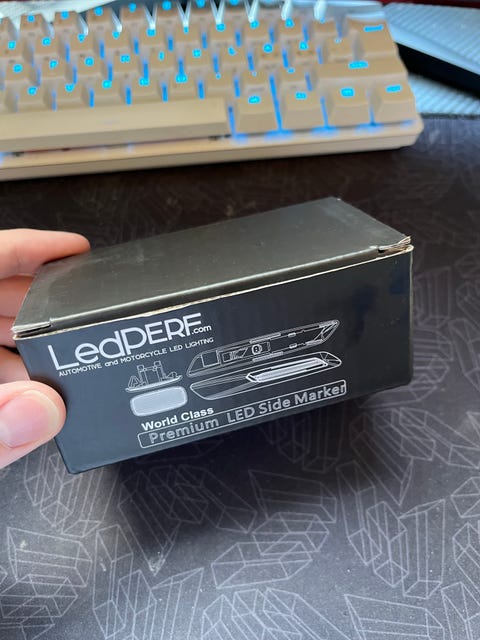 LedPERF.com
AUTOMOTIVE and MOTORCYCLE LED LIGHTING
World Class
Premium LED Side Marker